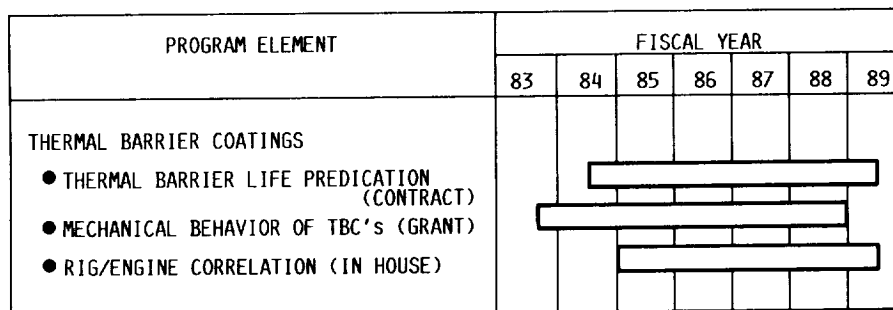 PROGRAM ELEMENT
FISCAL YEAR
83 84 85 86 87 88 89
THERMAL BARRIER COATINGS
● THERMAL BARRIER LIFE PREDICATION
(CONTRACT)
● MECHANICAL BEHAVIOR OF TBC's (GRANT)
● RIG/ENGINE CORRELATION (IN HOUSE)